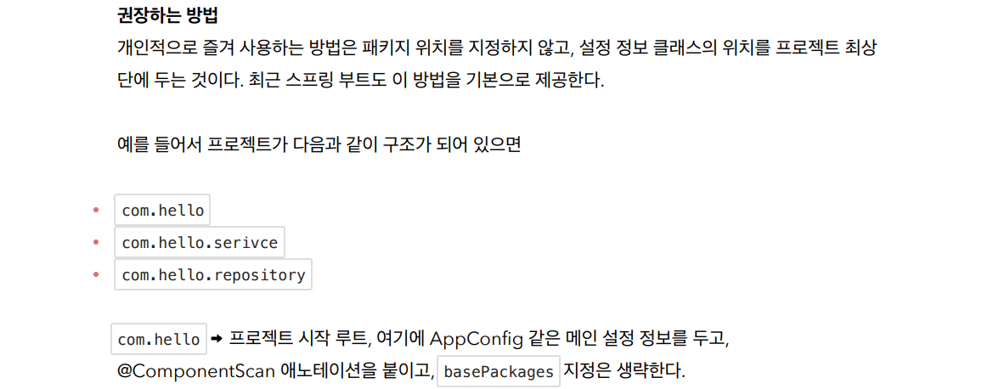 권장하는 방법
개인적으로 즐겨 사용하는 방법은 패키지 위치를 지정하지 않고, 설정 정보 클래스의 위치를 프로젝트 최상
단에 두는 것이다. 최근 스프링 부트도 이 방법을 기본으로 제공한다.
예를 들어서 프로젝트가 다음과 같이 구조가 되어 있으면
• com.hello
• com.hello.serivce
• com.hello.repository
com.hello ➡ 프로젝트 시작 루트, 여기에 AppConfig 같은 메인 설정 정보를 두고,
@ComponentScan 애노테이션을 붙이고, basePackages 지정은 생략한다.